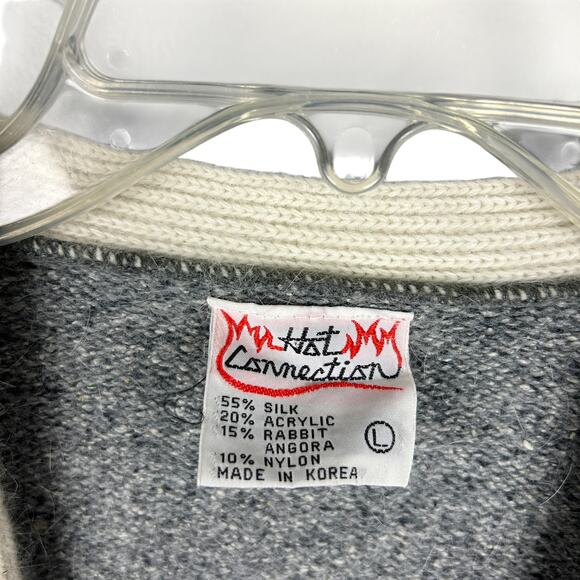 Hot
Connection
55% SILK
20% ACRYLIC
15% RABBIT
ANGORA
10% NYLON
MADE IN KOREA
L